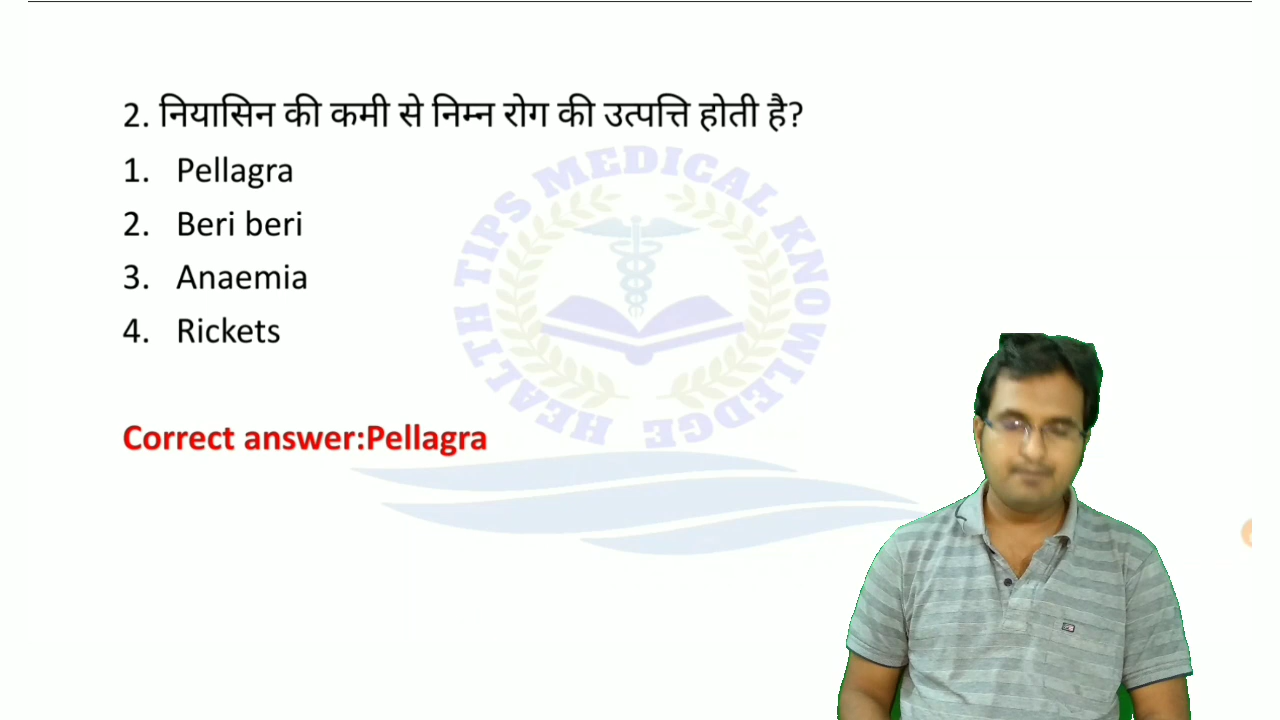 2. नियासिन की कमी से निम्न रोग की उत्पत्ति होती है?
1. Pellagra
2. Beri beri
3. Anaemia
4. Rickets
Correct answer:Pellagra
HEALTH TIPS MEDICAL KNOWLEDGE